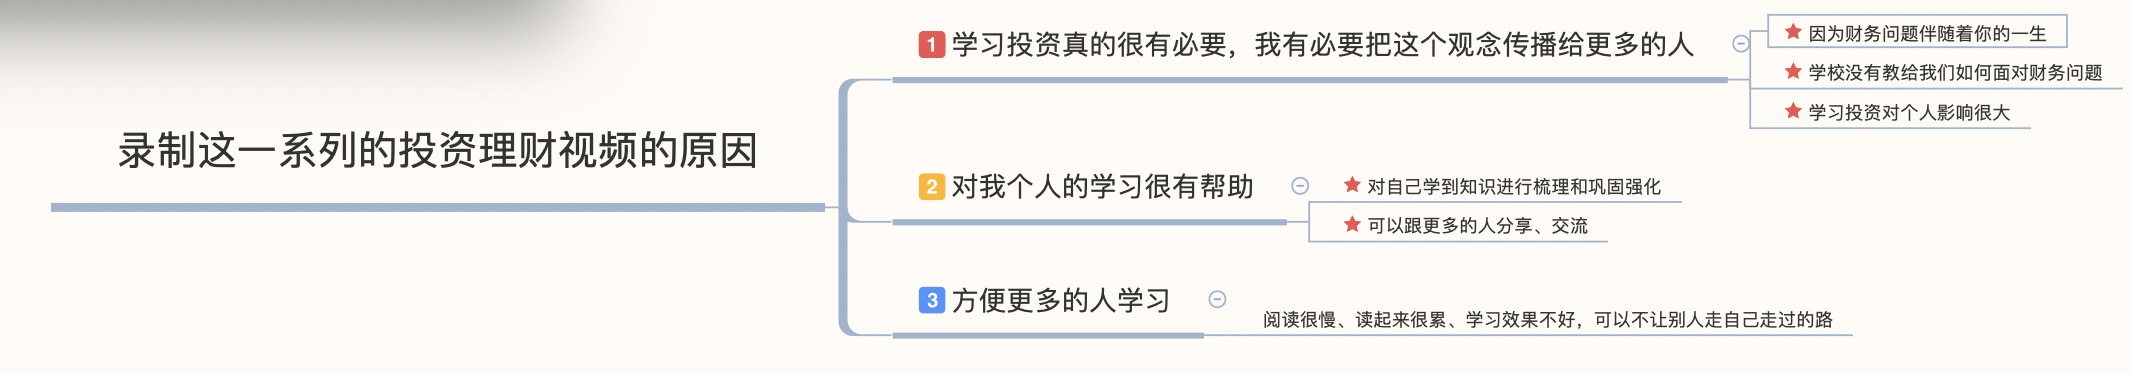 录制这一系列的投资理财视频的原因
1 学习投资真的很有必要，我有必要把这个观念传播给更多的人
因为财务问题伴随着你的一生
学校没有教给我们如何面对财务问题
学习投资对个人影响很大
2 对我个人的学习很有帮助
对自己学到知识进行梳理和巩固强化
可以跟更多的人分享、交流
3 方便更多的人学习
阅读很慢、读起来很累、学习效果不好，可以不让别人走自己走过的路